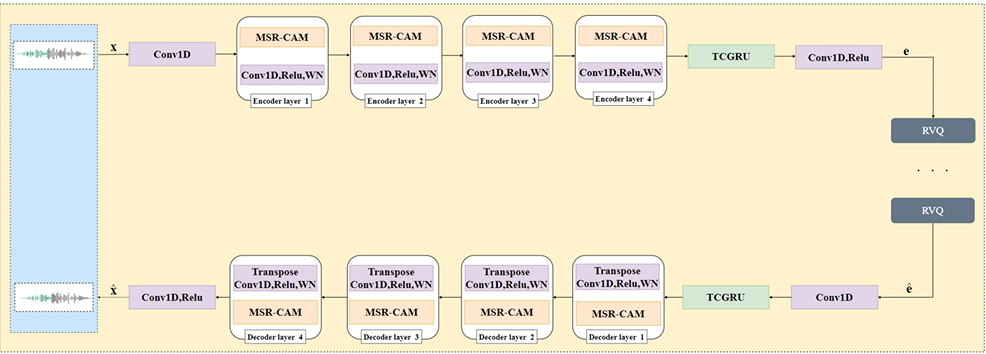 x
Conv1D
MSR-CAM
Conv1D,Relu,WN
Encoder layer 1
MSR-CAM
Conv1D,Relu,WN
Encoder layer 2
MSR-CAM
Conv1D,Relu,WN
Encoder layer 3
MSR-CAM
Conv1D,Relu,WN
Encoder layer 4
TCGRU
Conv1D,Relu
e
RVQ
. . .
RVQ
x̂
Conv1D,Relu
Transpose
Conv1D,Relu,WN
MSR-CAM
Decoder layer 4
Transpose
Conv1D,Relu,WN
MSR-CAM
Decoder layer 3
Transpose
Conv1D,Relu,WN
MSR-CAM
Decoder layer 2
Transpose
Conv1D,Relu,WN
MSR-CAM
Decoder layer 1
TCGRU
Conv1D
ê